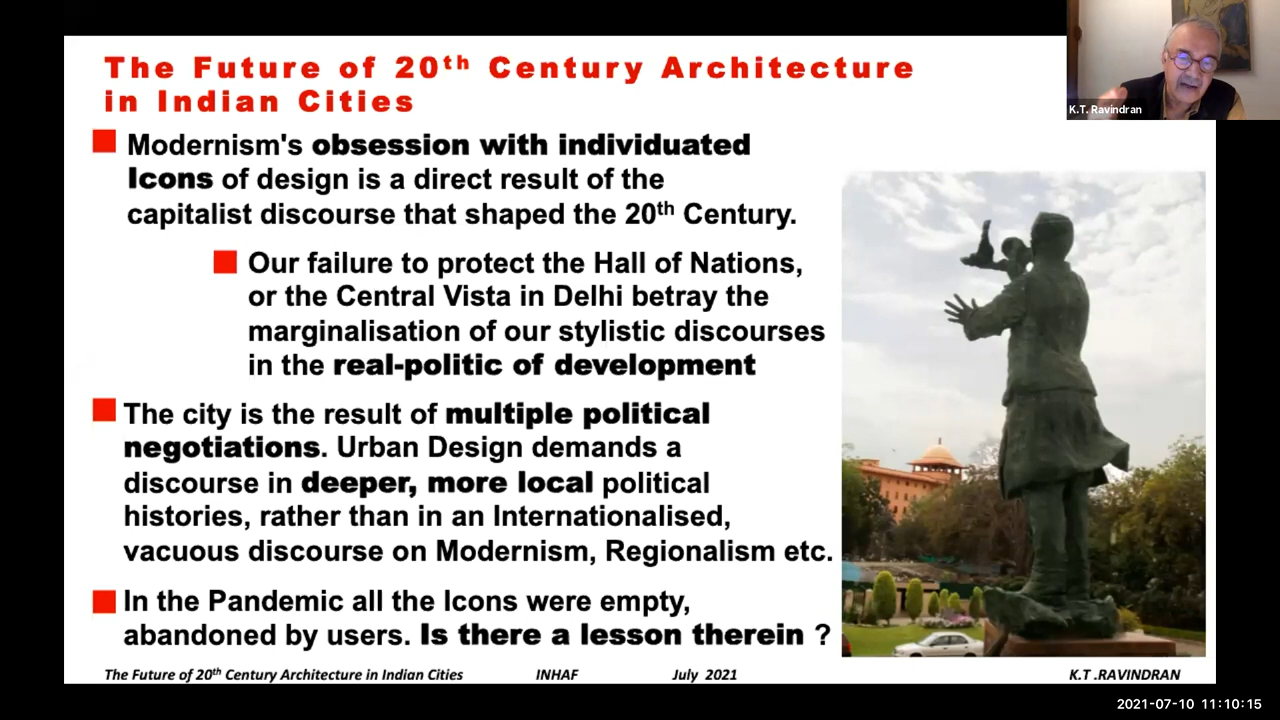 The Future of 20th Century Architecture
in Indian Cities
K.T. Ravindran
Modernism's obsession with individuated
Icons of design is a direct result of the
capitalist discourse that shaped the 20th Century.
Our failure to protect the Hall of Nations,
or the Central Vista in Delhi betray the
marginalisation of our stylistic discourses
in the real-politic of development
The city is the result of multiple political
negotiations. Urban Design demands a
discourse in deeper, more local political
histories, rather than in an Internationalised,
vacuous discourse on Modernism, Regionalism etc.
In the Pandemic all the Icons were empty,
abandoned by users. Is there a lesson therein ?
The Future of 20th Century Architecture in Indian Cities INHAF July 2021 K.T .RAVINDRAN
2021-07-10 11:10:15